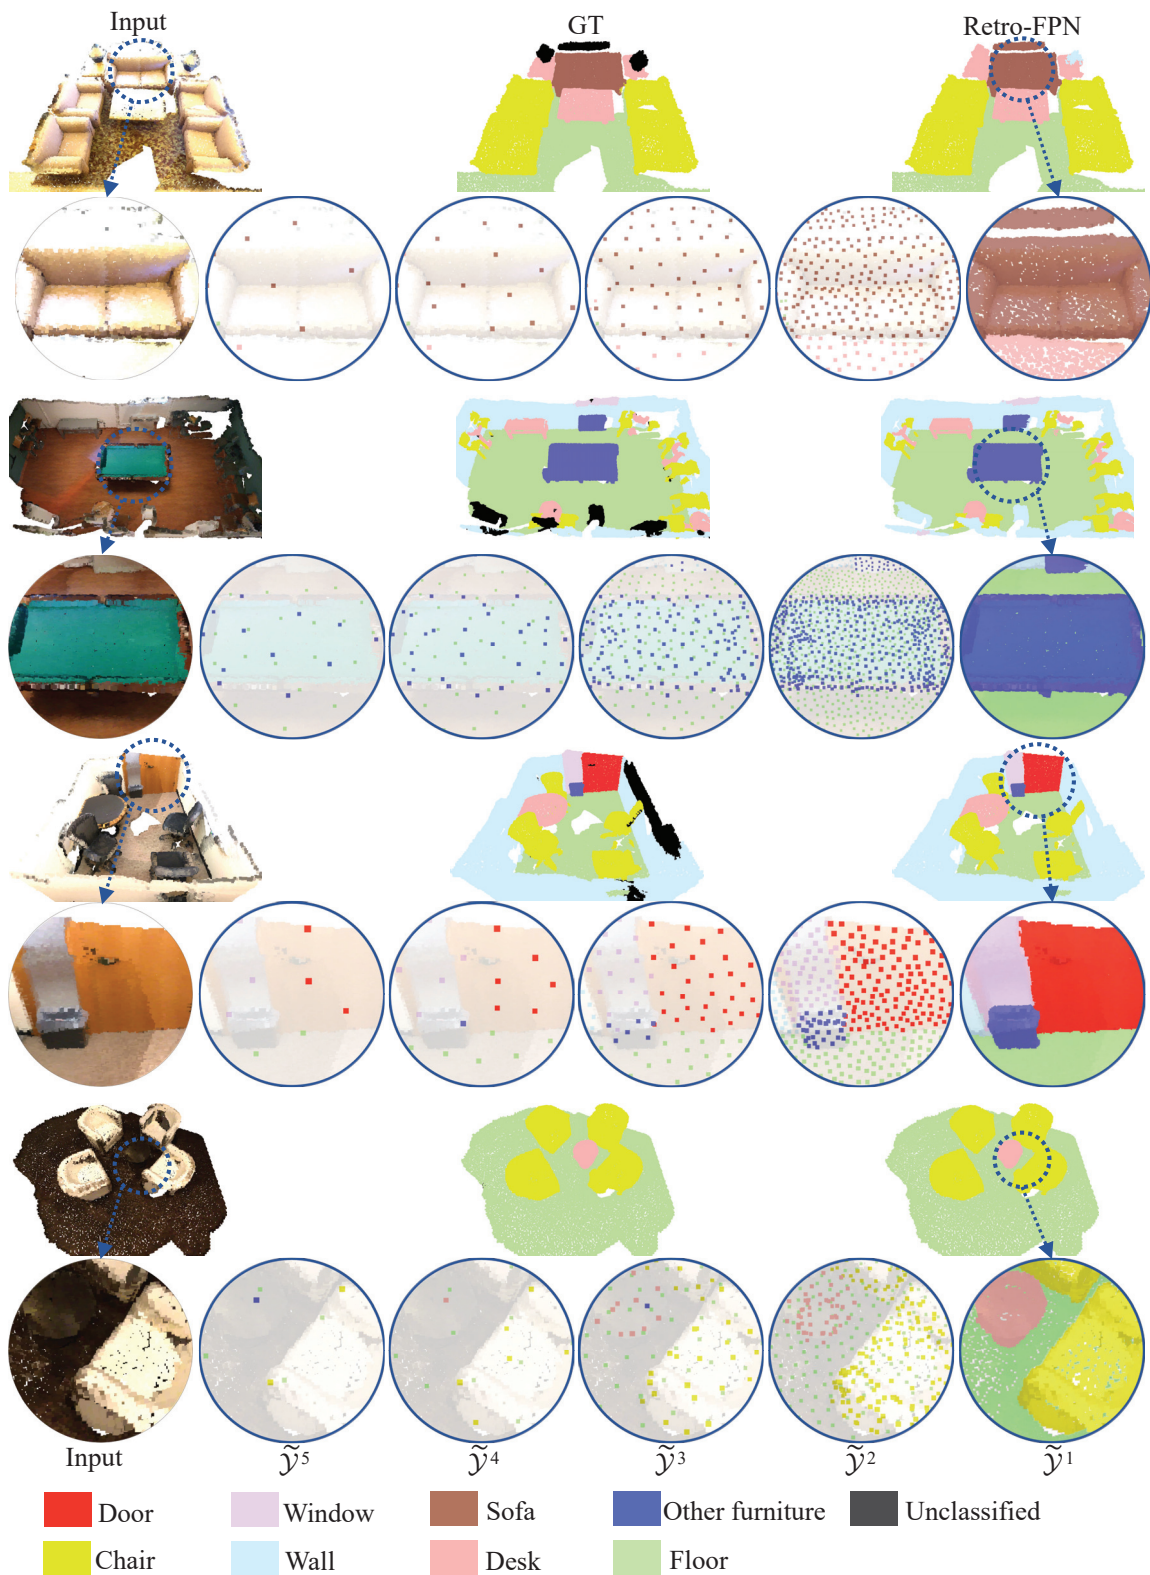 Input GT Retro-FPN
Input ỹ⁵ ỹ⁴ ỹ³ ỹ² ỹ¹
Door Window Sofa Other furniture Unclassified
Chair Wall Desk Floor